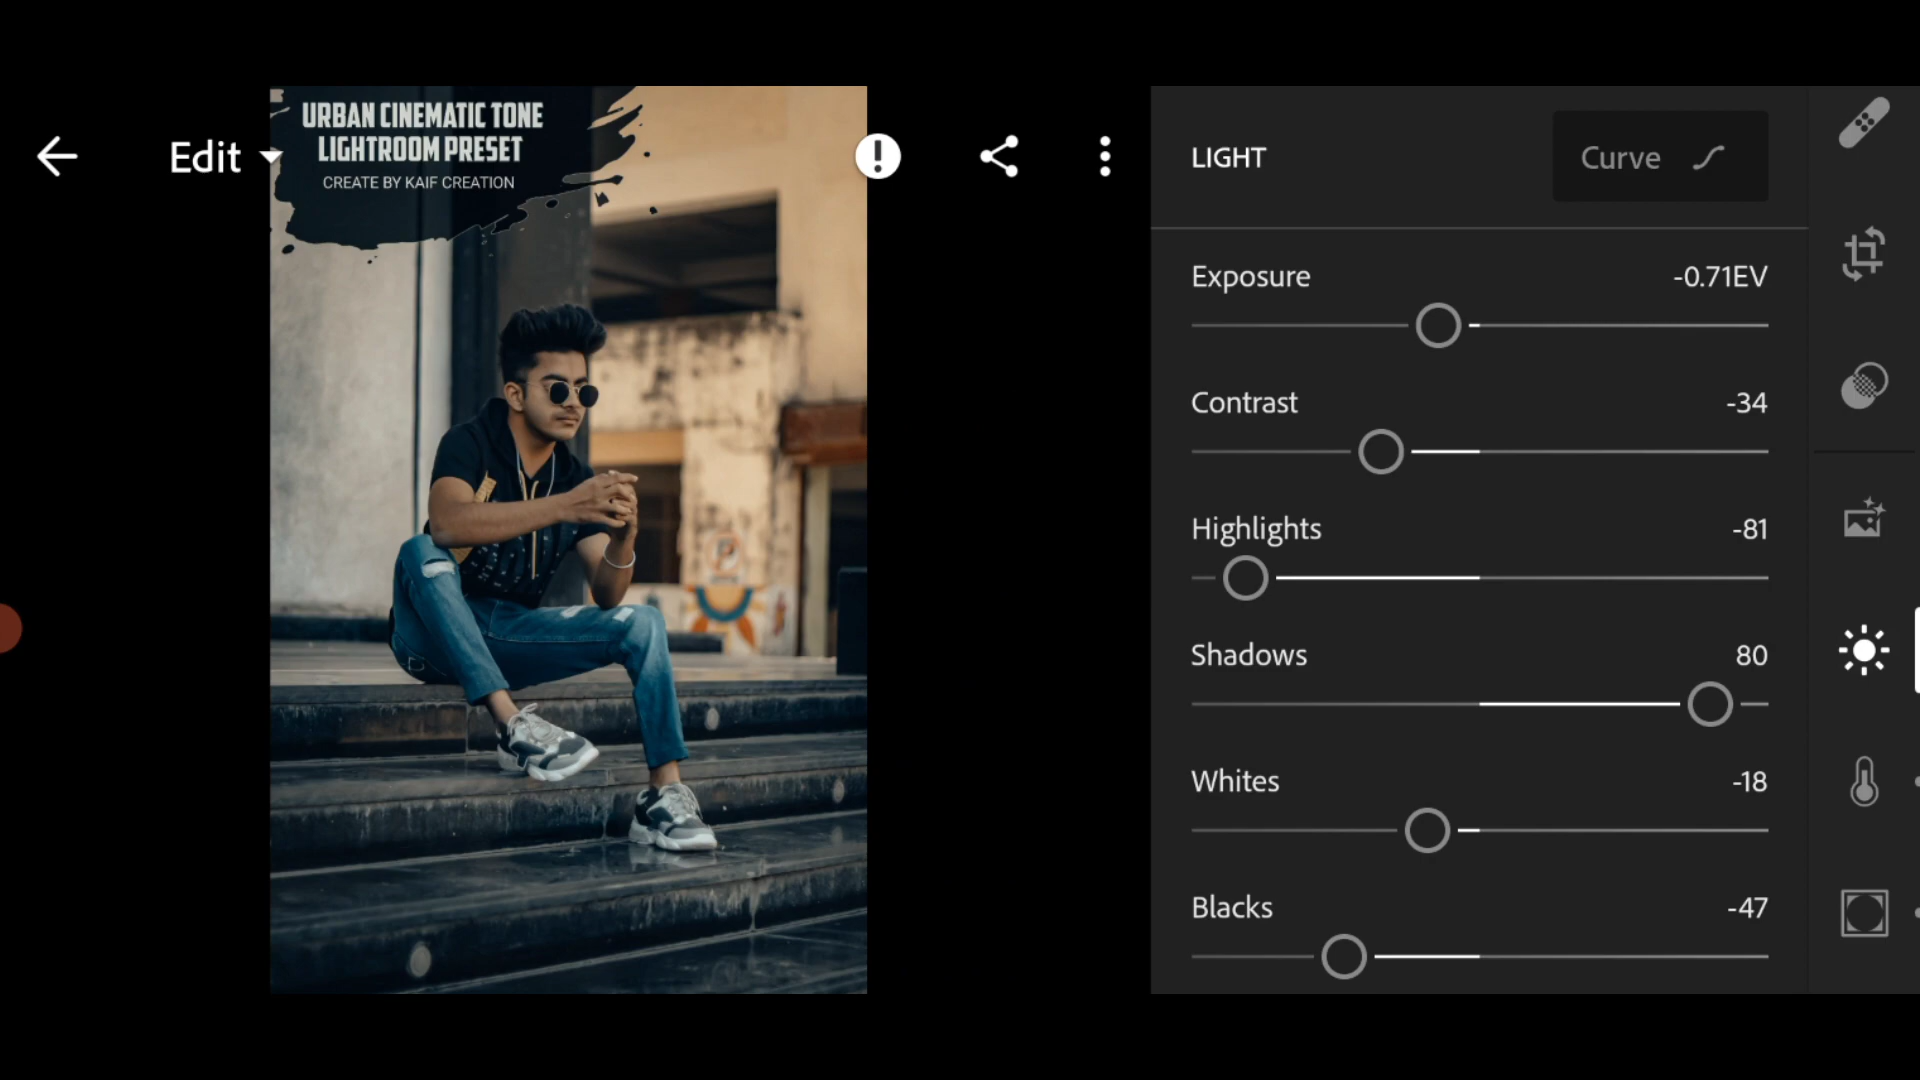 Edit
URBAN CINEMATIC TONE
LIGHTROOM PRESET
CREATE BY KAIF CREATION
LIGHT
Curve
Exposure -0.71EV
Contrast -34
Highlights -81
Shadows 80
Whites -18
Blacks -47